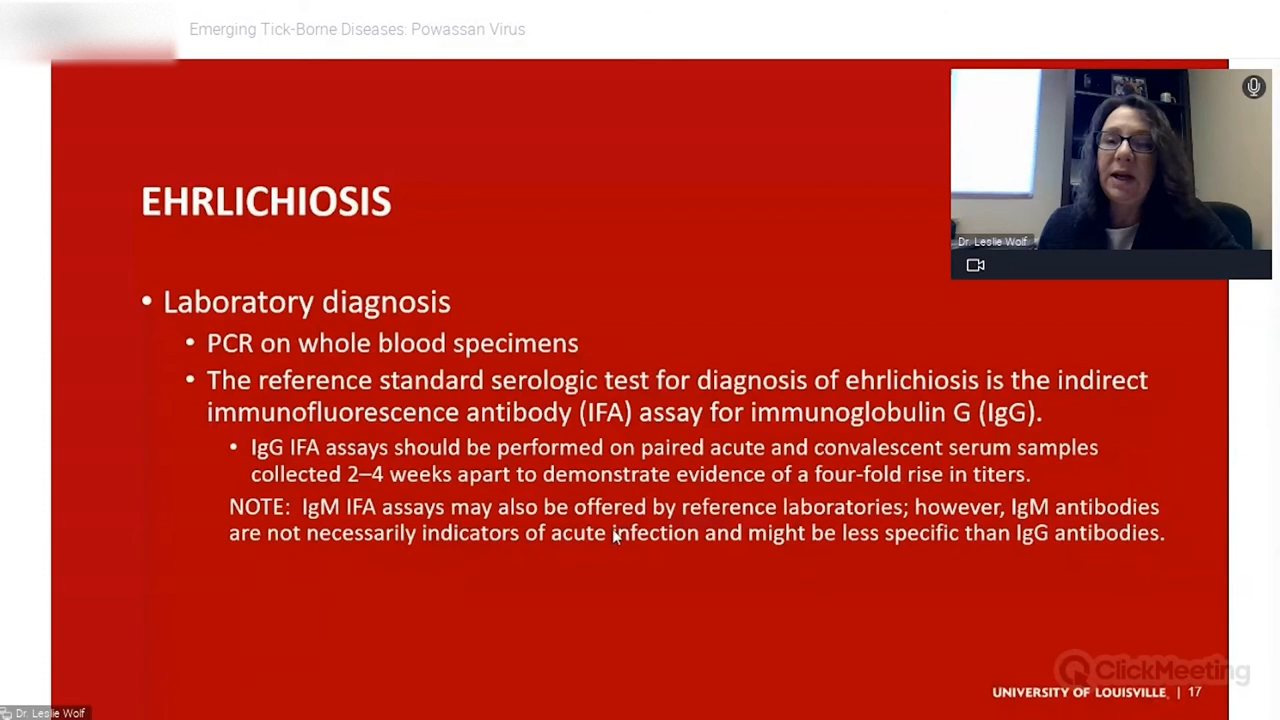 Emerging Tick-Borne Diseases: Powassan Virus
Dr. Leslie Wolf
EHRLICHIOSIS
• Laboratory diagnosis
• PCR on whole blood specimens
• The reference standard serologic test for diagnosis of ehrlichiosis is the indirect
immunofluorescence antibody (IFA) assay for immunoglobulin G (IgG).
• IgG IFA assays should be performed on paired acute and convalescent serum samples
collected 2–4 weeks apart to demonstrate evidence of a four-fold rise in titers.
NOTE: IgM IFA assays may also be offered by reference laboratories; however, IgM antibodies
are not necessarily indicators of acute infection and might be less specific than IgG antibodies.
ClickMeeting
UNIVERSITY OF LOUISVILLE | 17
Dr. Leslie Wolf